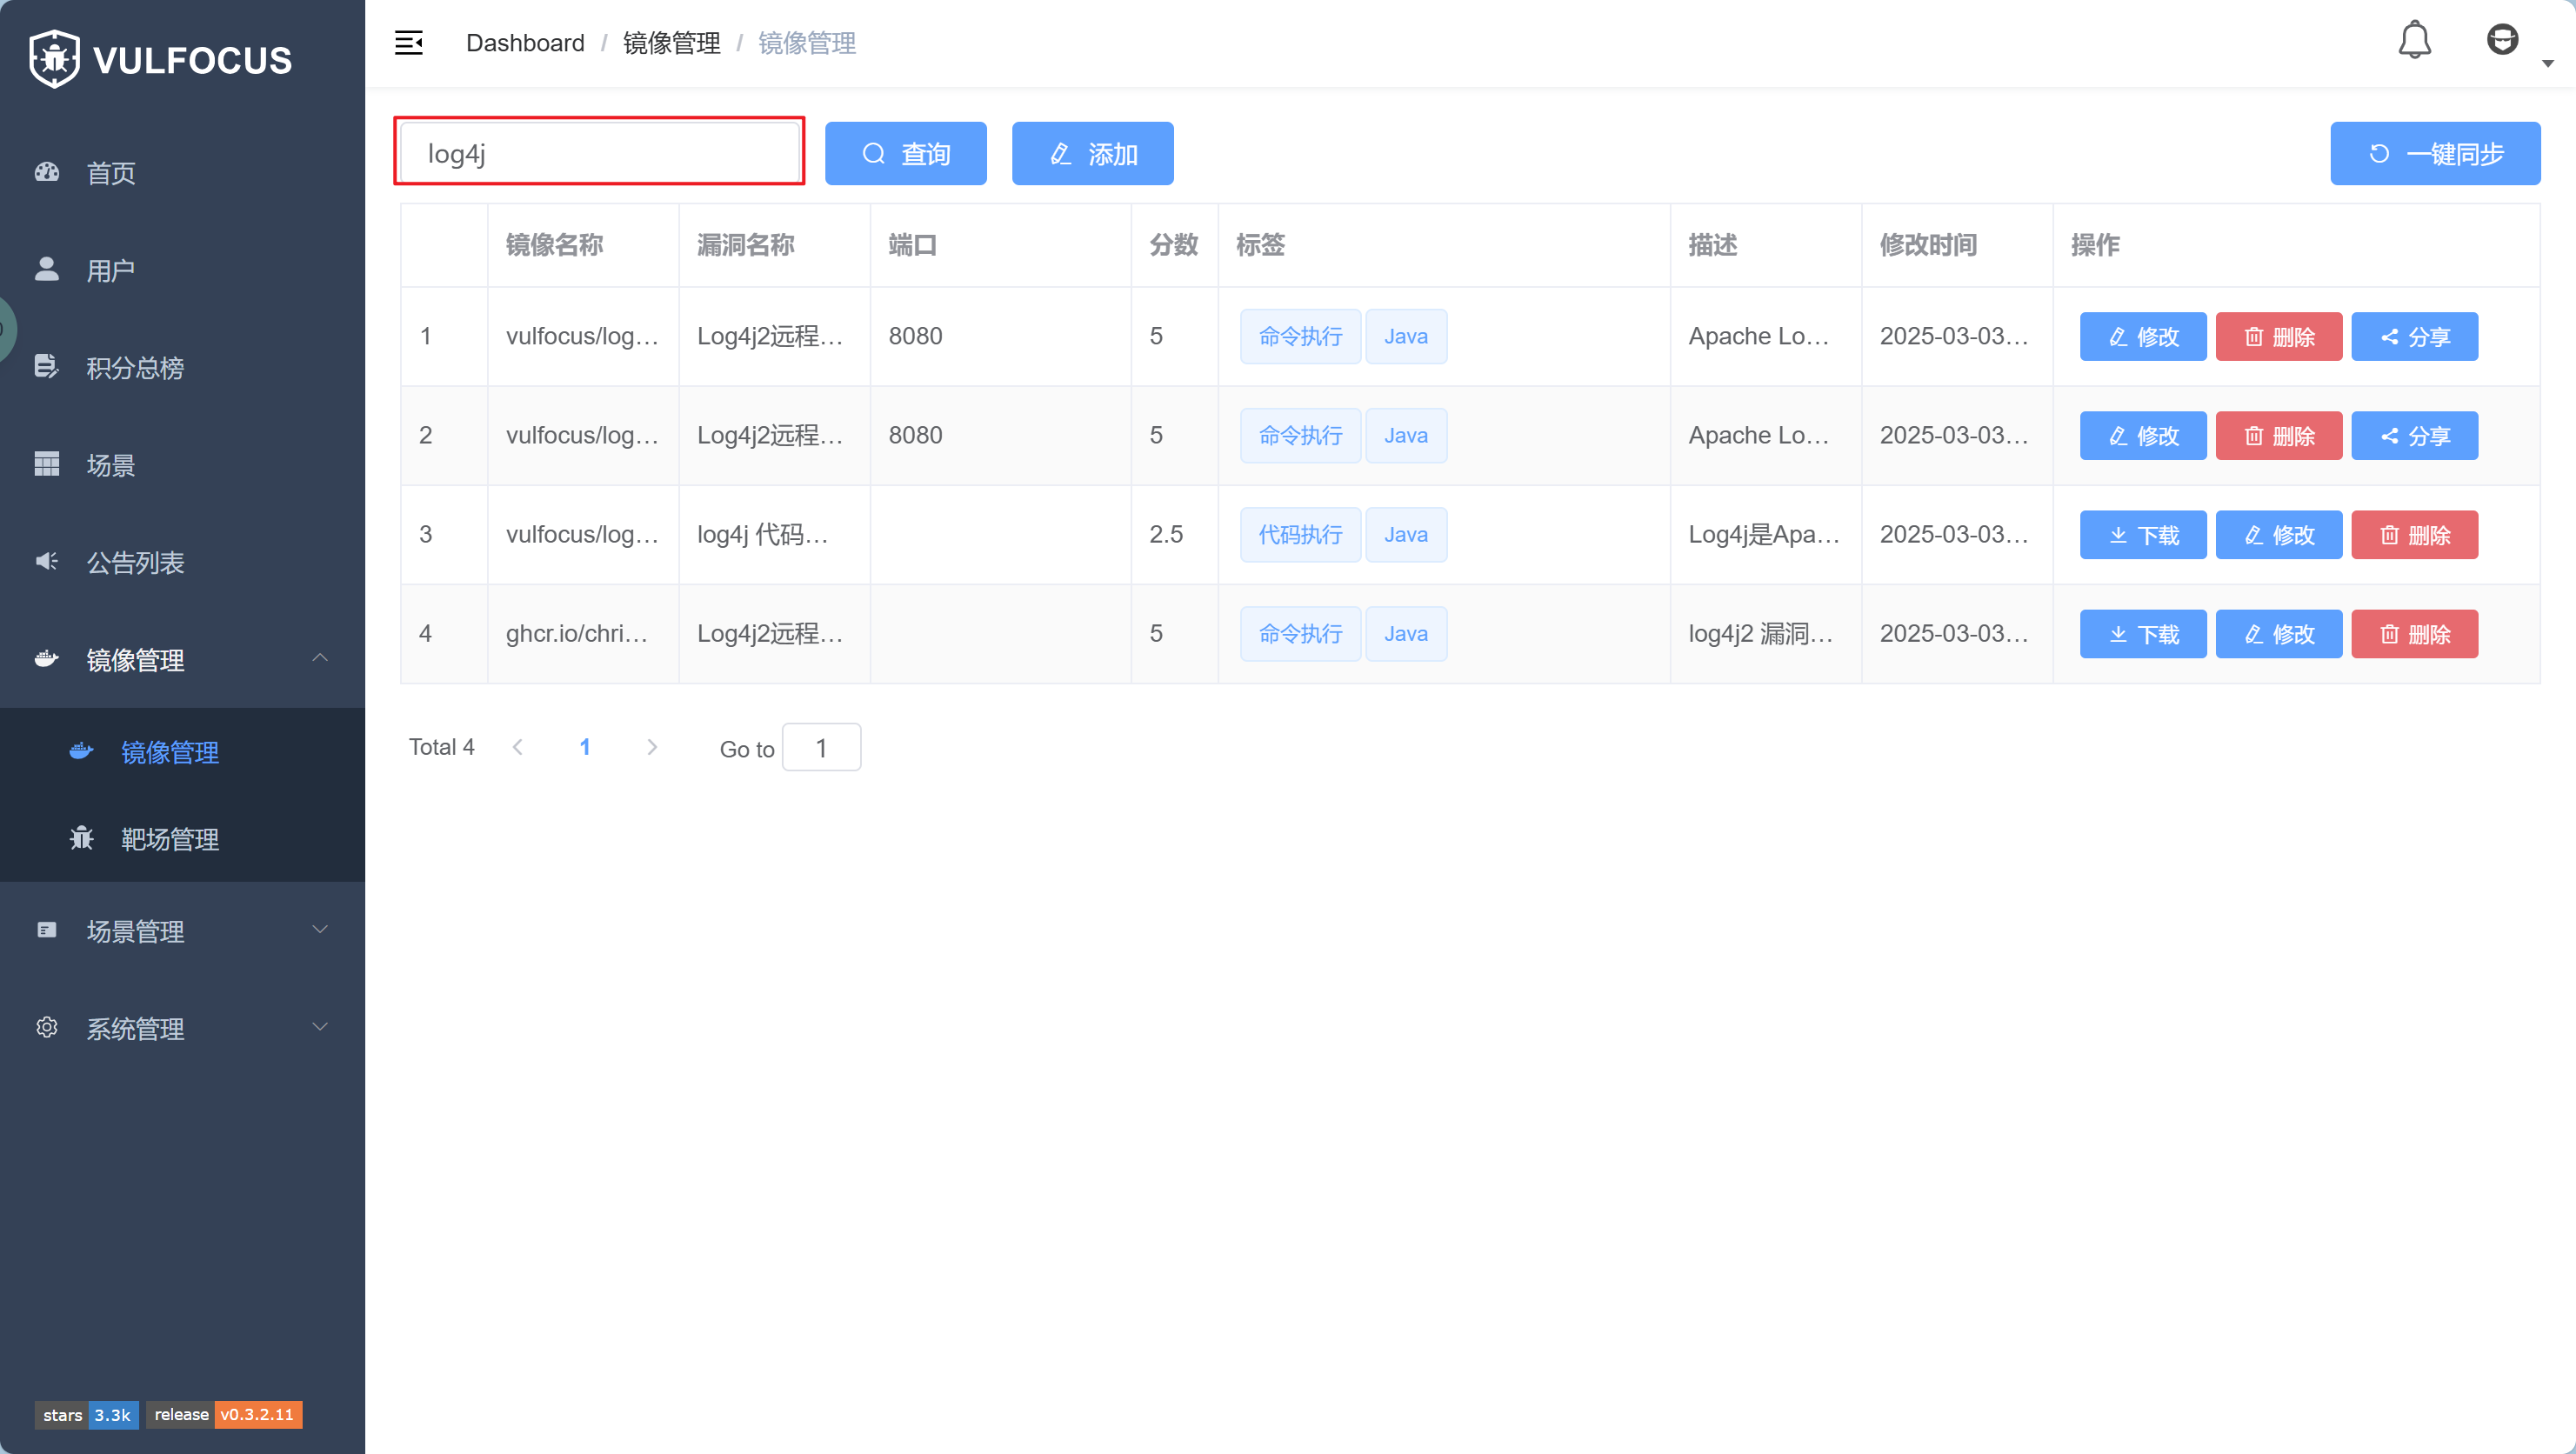 VULFOCUS
首页
用户
积分总榜
场景
公告列表
镜像管理
镜像管理
靶场管理
场景管理
系统管理
stars 3.3k release v0.3.2.11
Dashboard / 镜像管理 / 镜像管理
log4j 查询 添加 一键同步
镜像名称 漏洞名称 端口 分数 标签 描述 修改时间 操作
1 vulfocus/log... Log4j2远程... 8080 5 命令执行 Java Apache Lo... 2025-03-03... 修改 删除 分享
2 vulfocus/log... Log4j2远程... 8080 5 命令执行 Java Apache Lo... 2025-03-03... 修改 删除 分享
3 vulfocus/log... log4j 代码... 2.5 代码执行 Java Log4j是Apa... 2025-03-03... 下载 修改 删除
4 ghcr.io/chri... Log4j2远程... 5 命令执行 Java log4j2 漏洞... 2025-03-03... 下载 修改 删除
Total 4 1 Go to 1